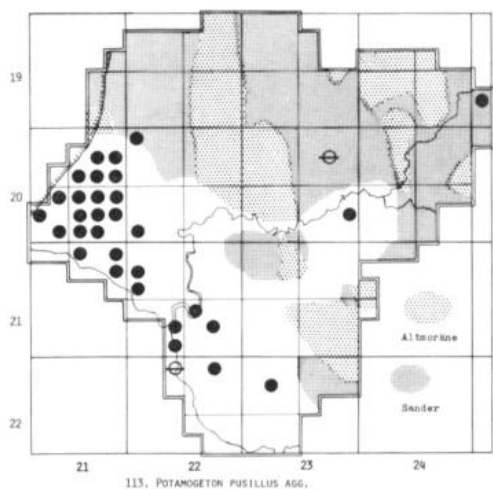 19
20
21
22
Altmoräne
Sander
21 22 23 24
113. POTAMOGETON PUSILLUS AGG.